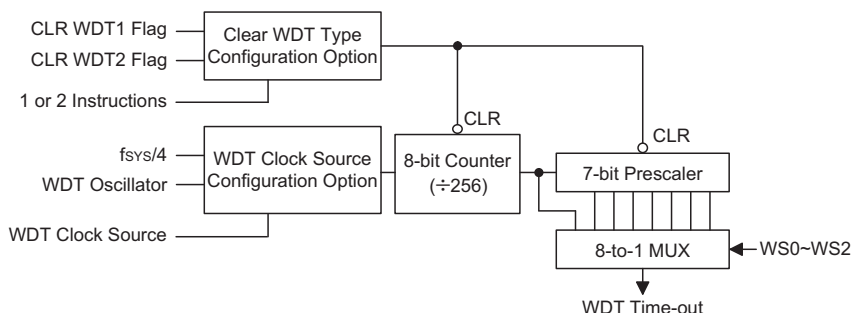 CLR WDT1 Flag
CLR WDT2 Flag
1 or 2 Instructions
Clear WDT Type
Configuration Option
CLR
CLR
fSYS/4
WDT Oscillator
WDT Clock Source
WDT Clock Source
Configuration Option
8-bit Counter
(÷256)
7-bit Prescaler
8-to-1 MUX
WS0~WS2
WDT Time-out